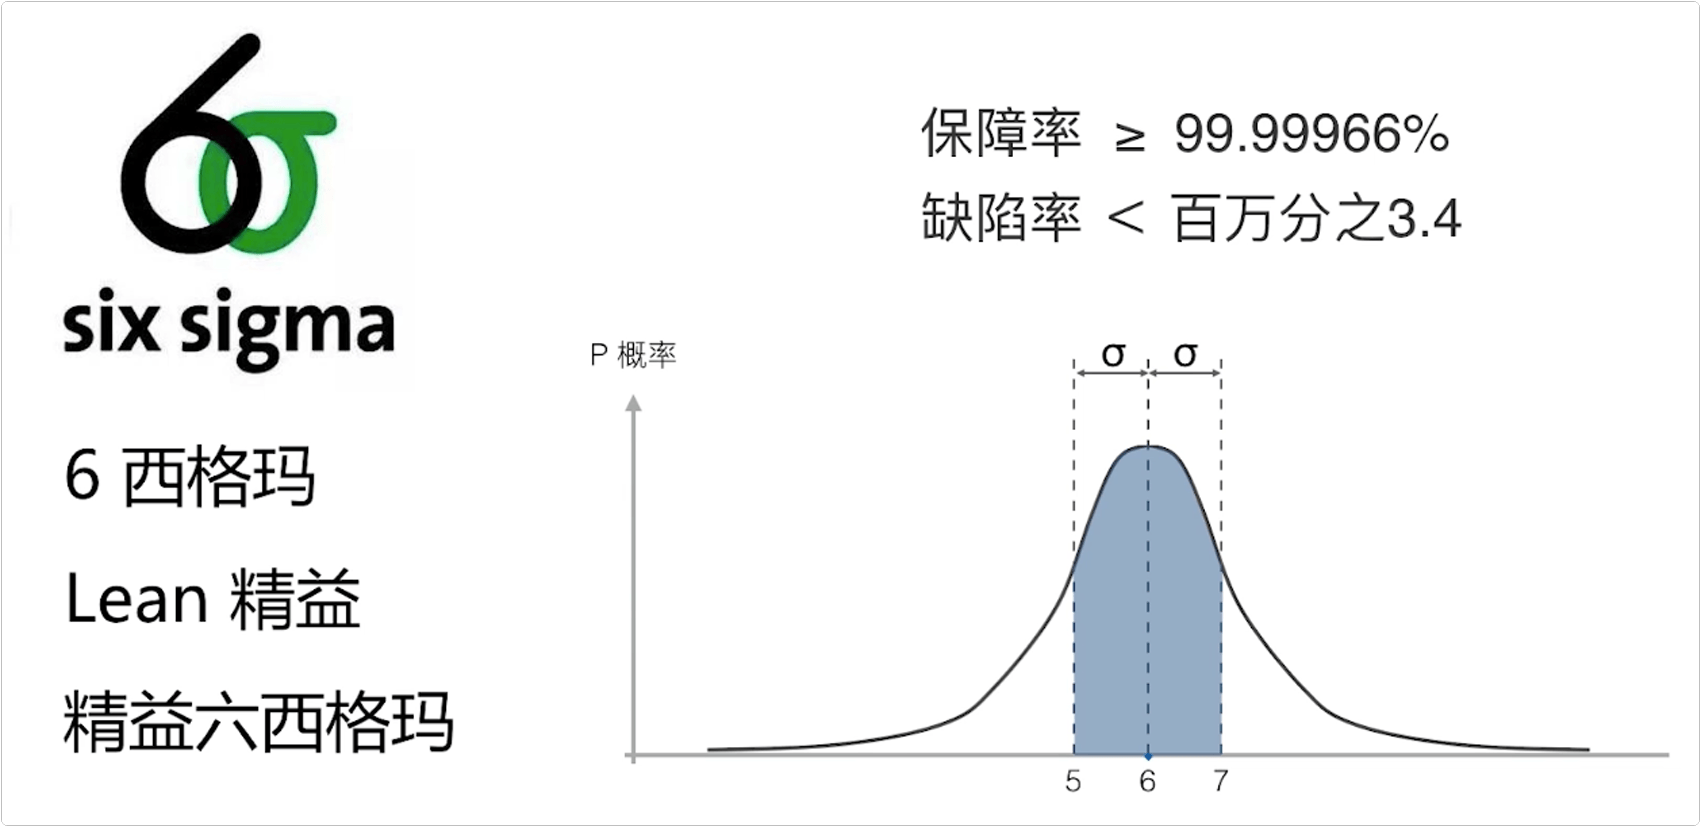 6σ
six sigma
6 西格玛
Lean 精益
精益六西格玛
保障率 ≥ 99.99966%
缺陷率 < 百万分之3.4
P 概率
σ σ
5 6 7